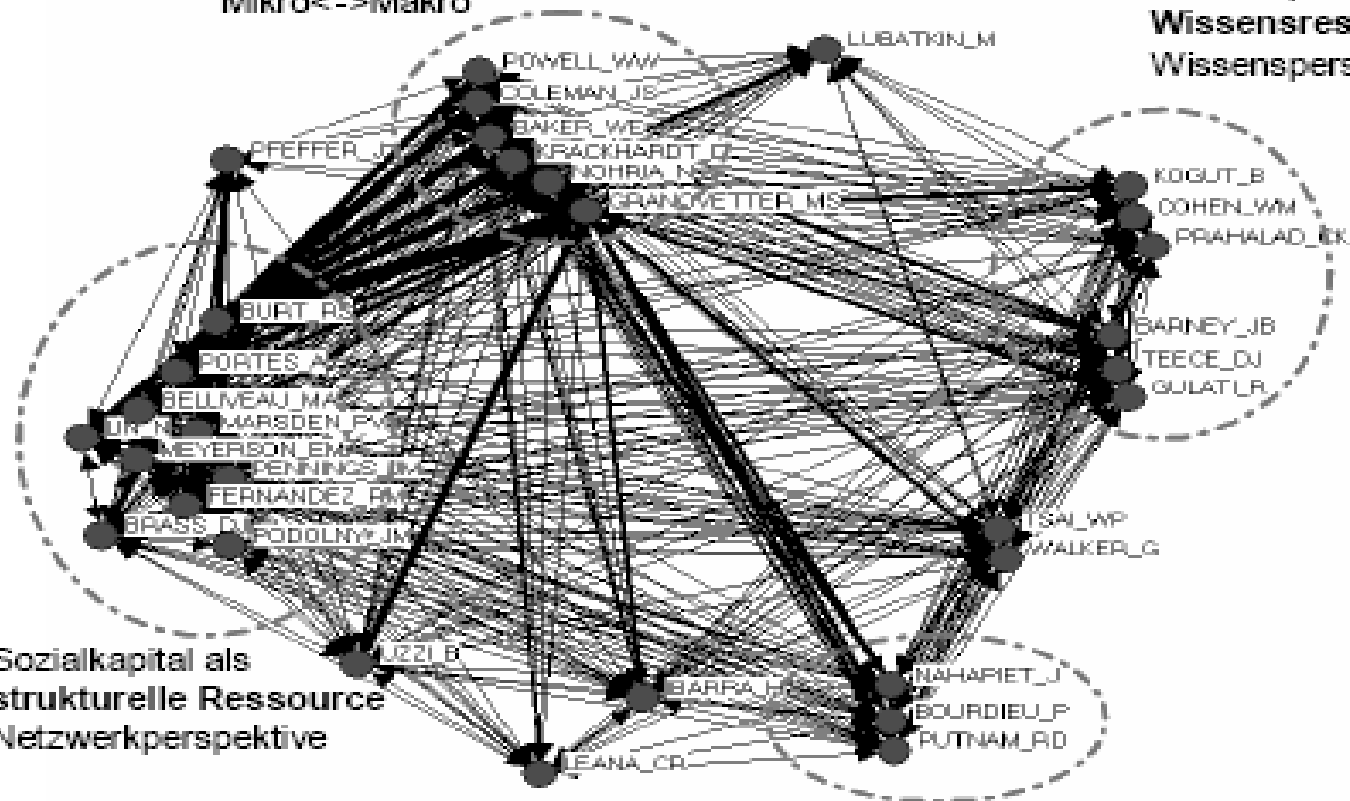 Mikro<->Makro
LUBATKIN_M
Wissensres
Wissenspers
POWELL_WW
COLEMAN_JS
BAKER_WE
PFEFFER_J
KRACKHARDT_D
NOHRIA_N
GRANOVETTER_MS
KOGUT_B
COHEN_WM
PRAHALAD_CK
BURT_RS
BARNEY_JB
PORTES_A
TEECE_DJ
GULATI_R
BELLIVEAU_MA
MARSDEN_PV
MEYERSON_EM
PENNINGS_JM
FERNANDEZ_RM
BRASS_DJ
PODOLNY_JM
TSAI_WP
WALKER_G
UZZI_B
Sozialkapital als
strukturelle Ressource
Netzwerkperspektive
IBARRA_H
NAHAPIET_J
BOURDIEU_P
PUTNAM_RD
LEANA_CR